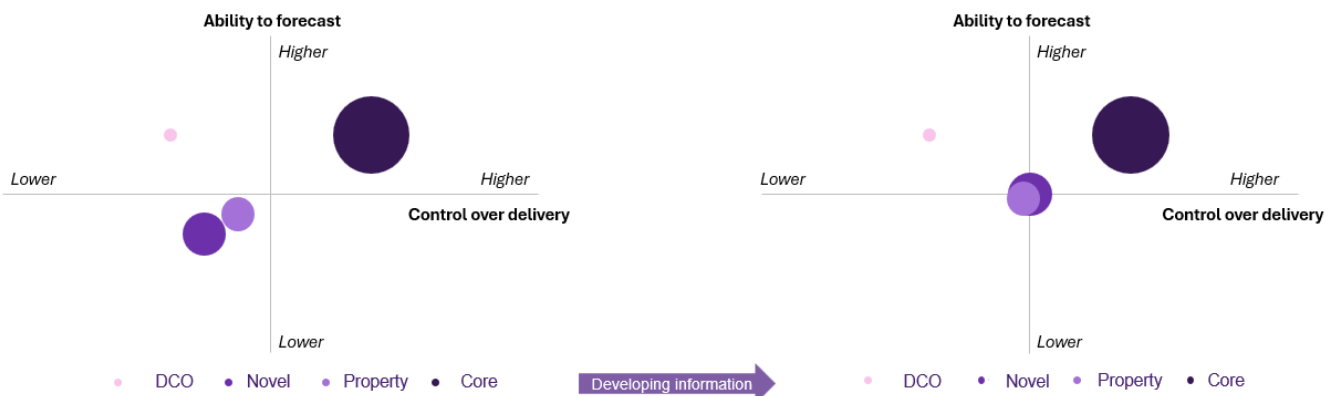 Ability to forecast
Higher
Lower
Higher
Control over delivery
Lower
DCO Novel Property Core
Developing information
Ability to forecast
Higher
Lower
Higher
Control over delivery
Lower
DCO Novel Property Core